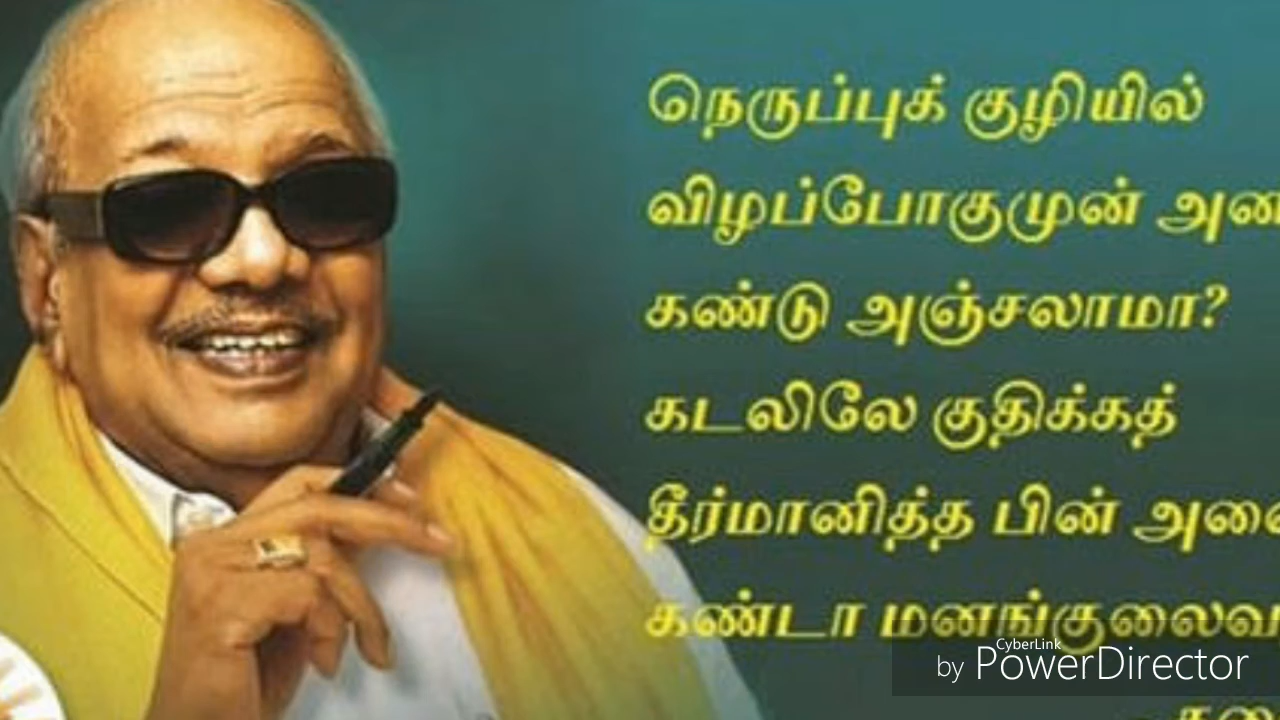 நெருப்புக் குழியில்
விழப்போகுமுன்
கண்டு அஞ்சலாமா?
கடலிலே குதிக்கத்
தீர்மானித்த பின்
கண்டா
CyberLink
by PowerDirector